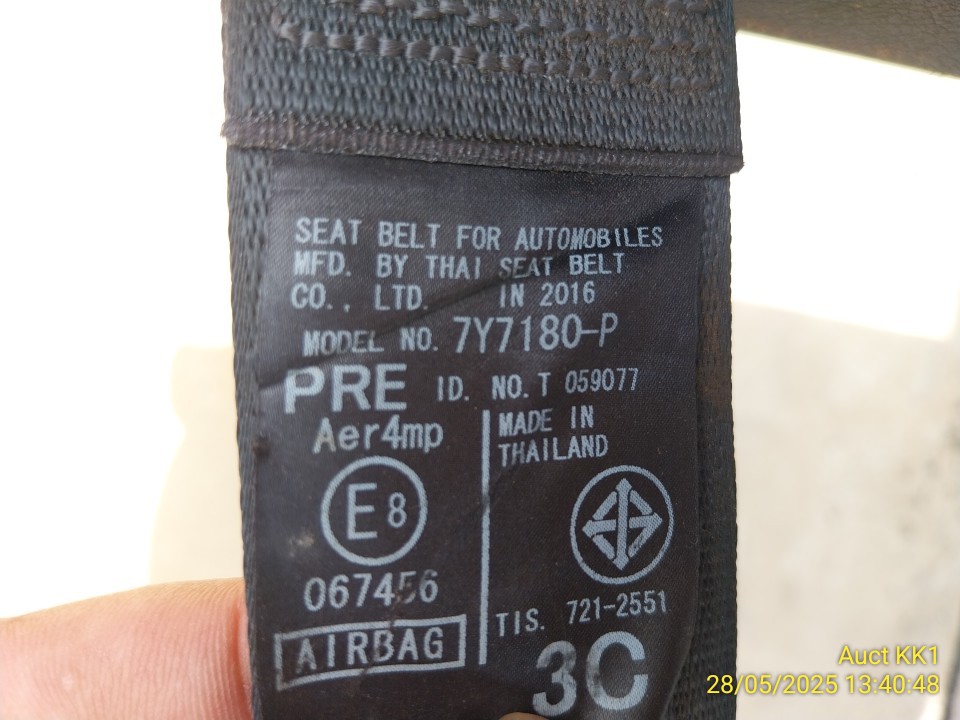 SEAT BELT FOR AUTOMOBILES
MFD. BY THAI SEAT BELT
CO., LTD. IN 2016
MODEL NO. 7Y7180-P
PRE ID. NO. T 059077
Aer4mp
MADE IN
THAILAND
E8
067456
TIS. 721-2551
AIRBAG
3C
Auct KK1
28/05/2025 13:40:48